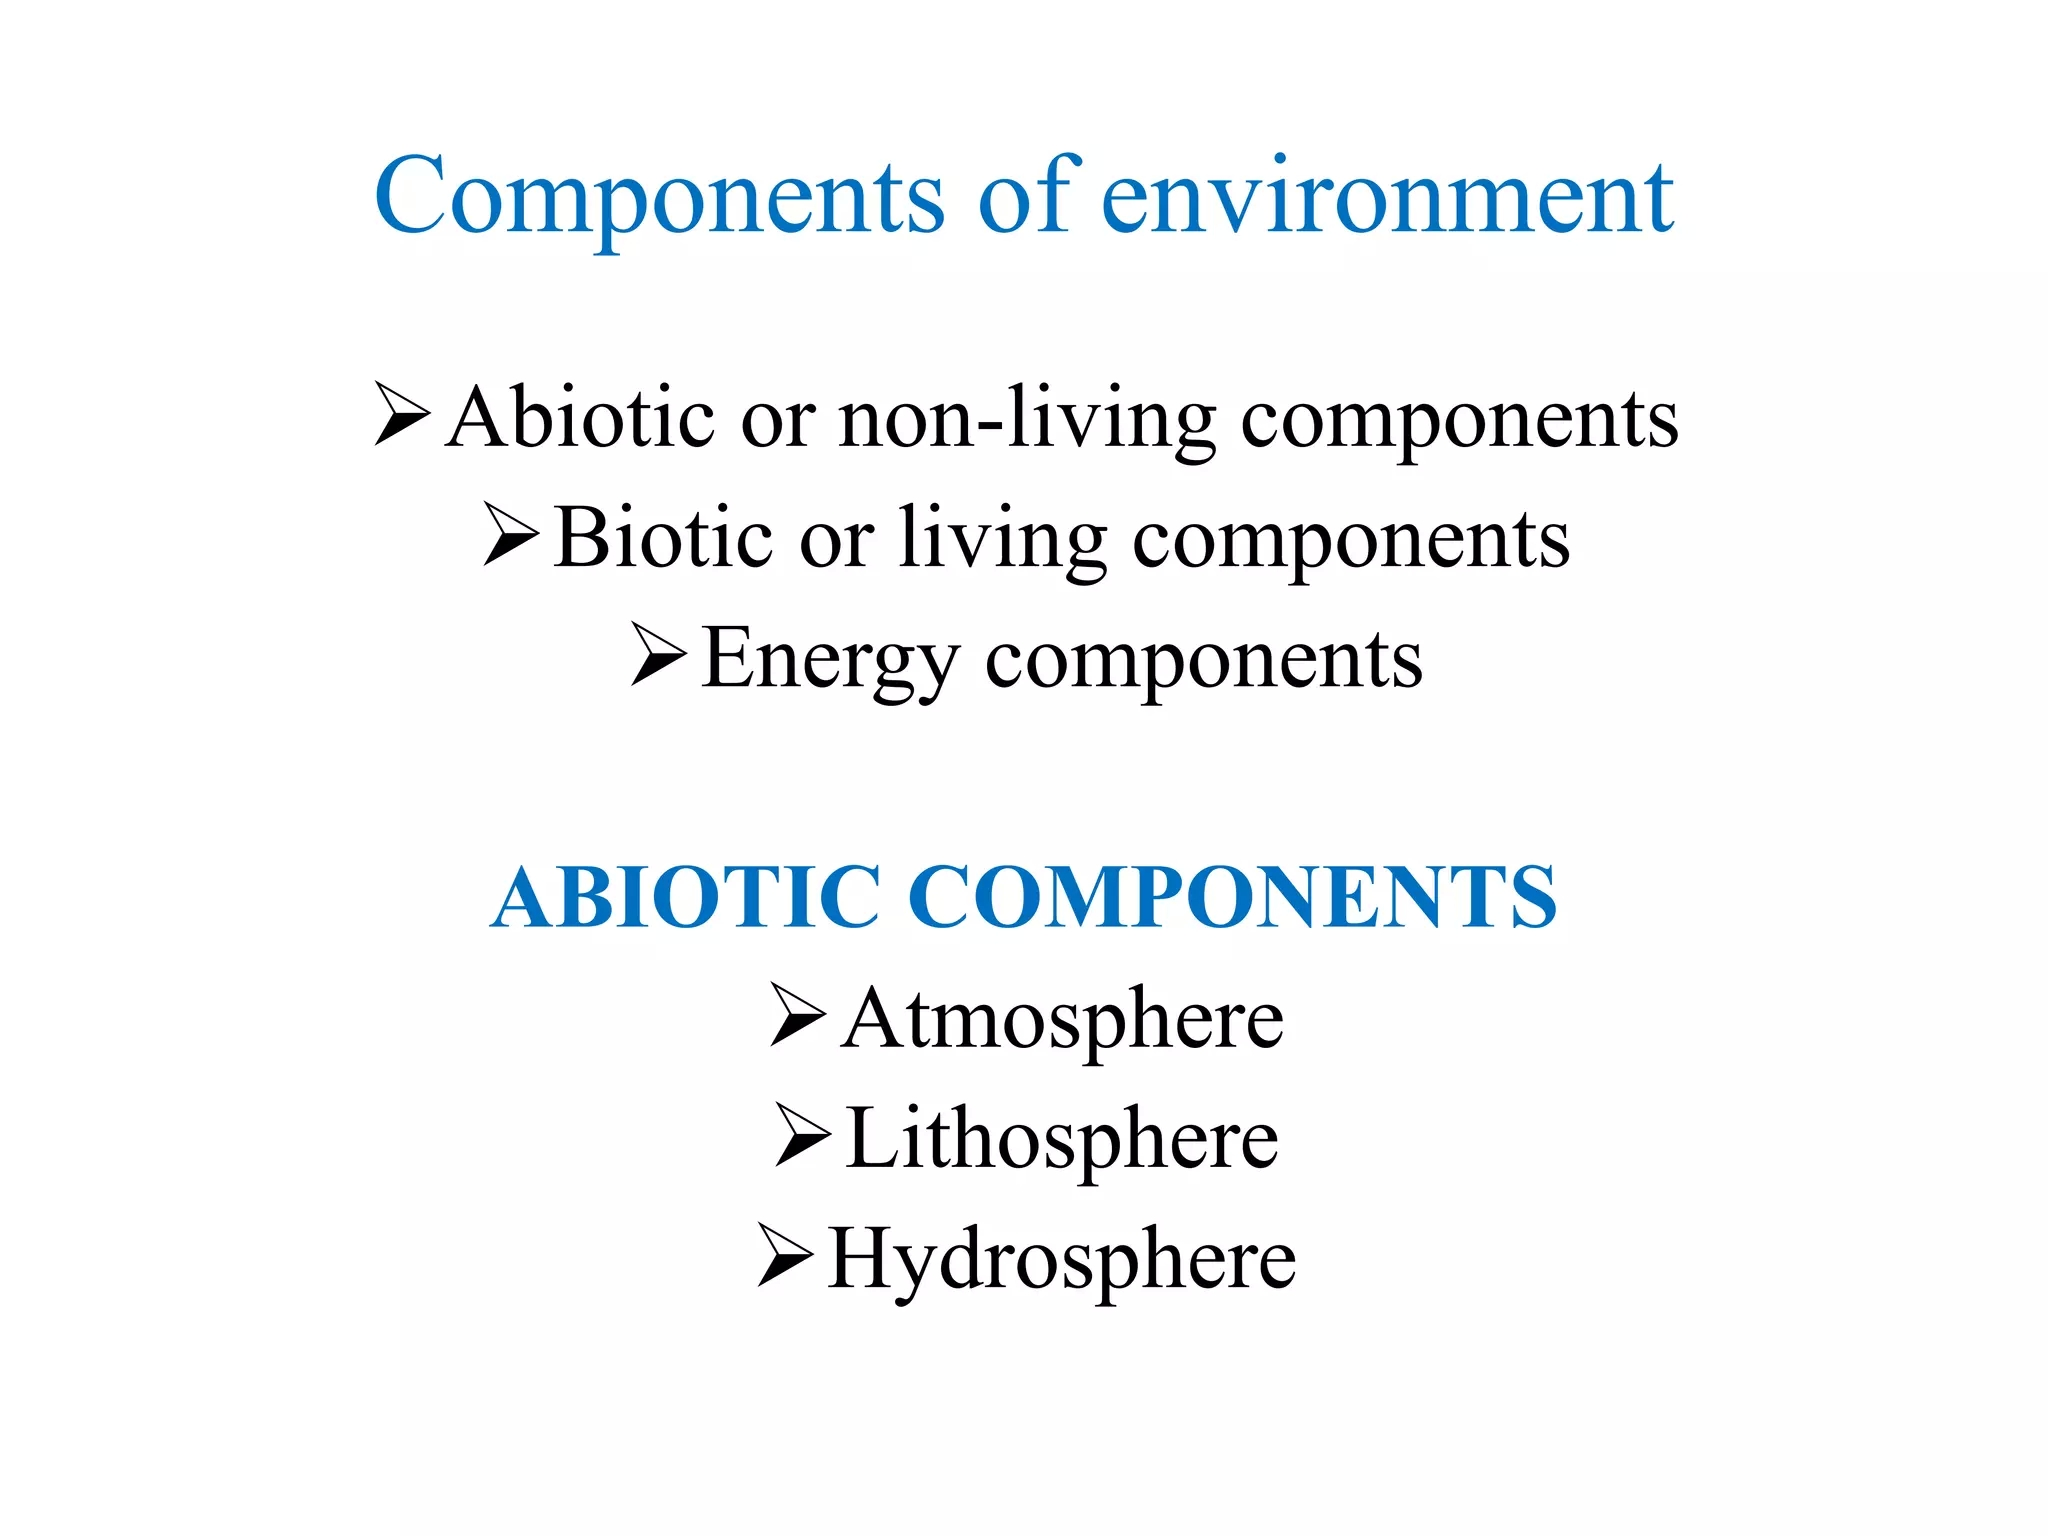 Components of environment
➢Abiotic or non-living components
➢Biotic or living components
➢Energy components
ABIOTIC COMPONENTS
➢Atmosphere
➢Lithosphere
➢Hydrosphere